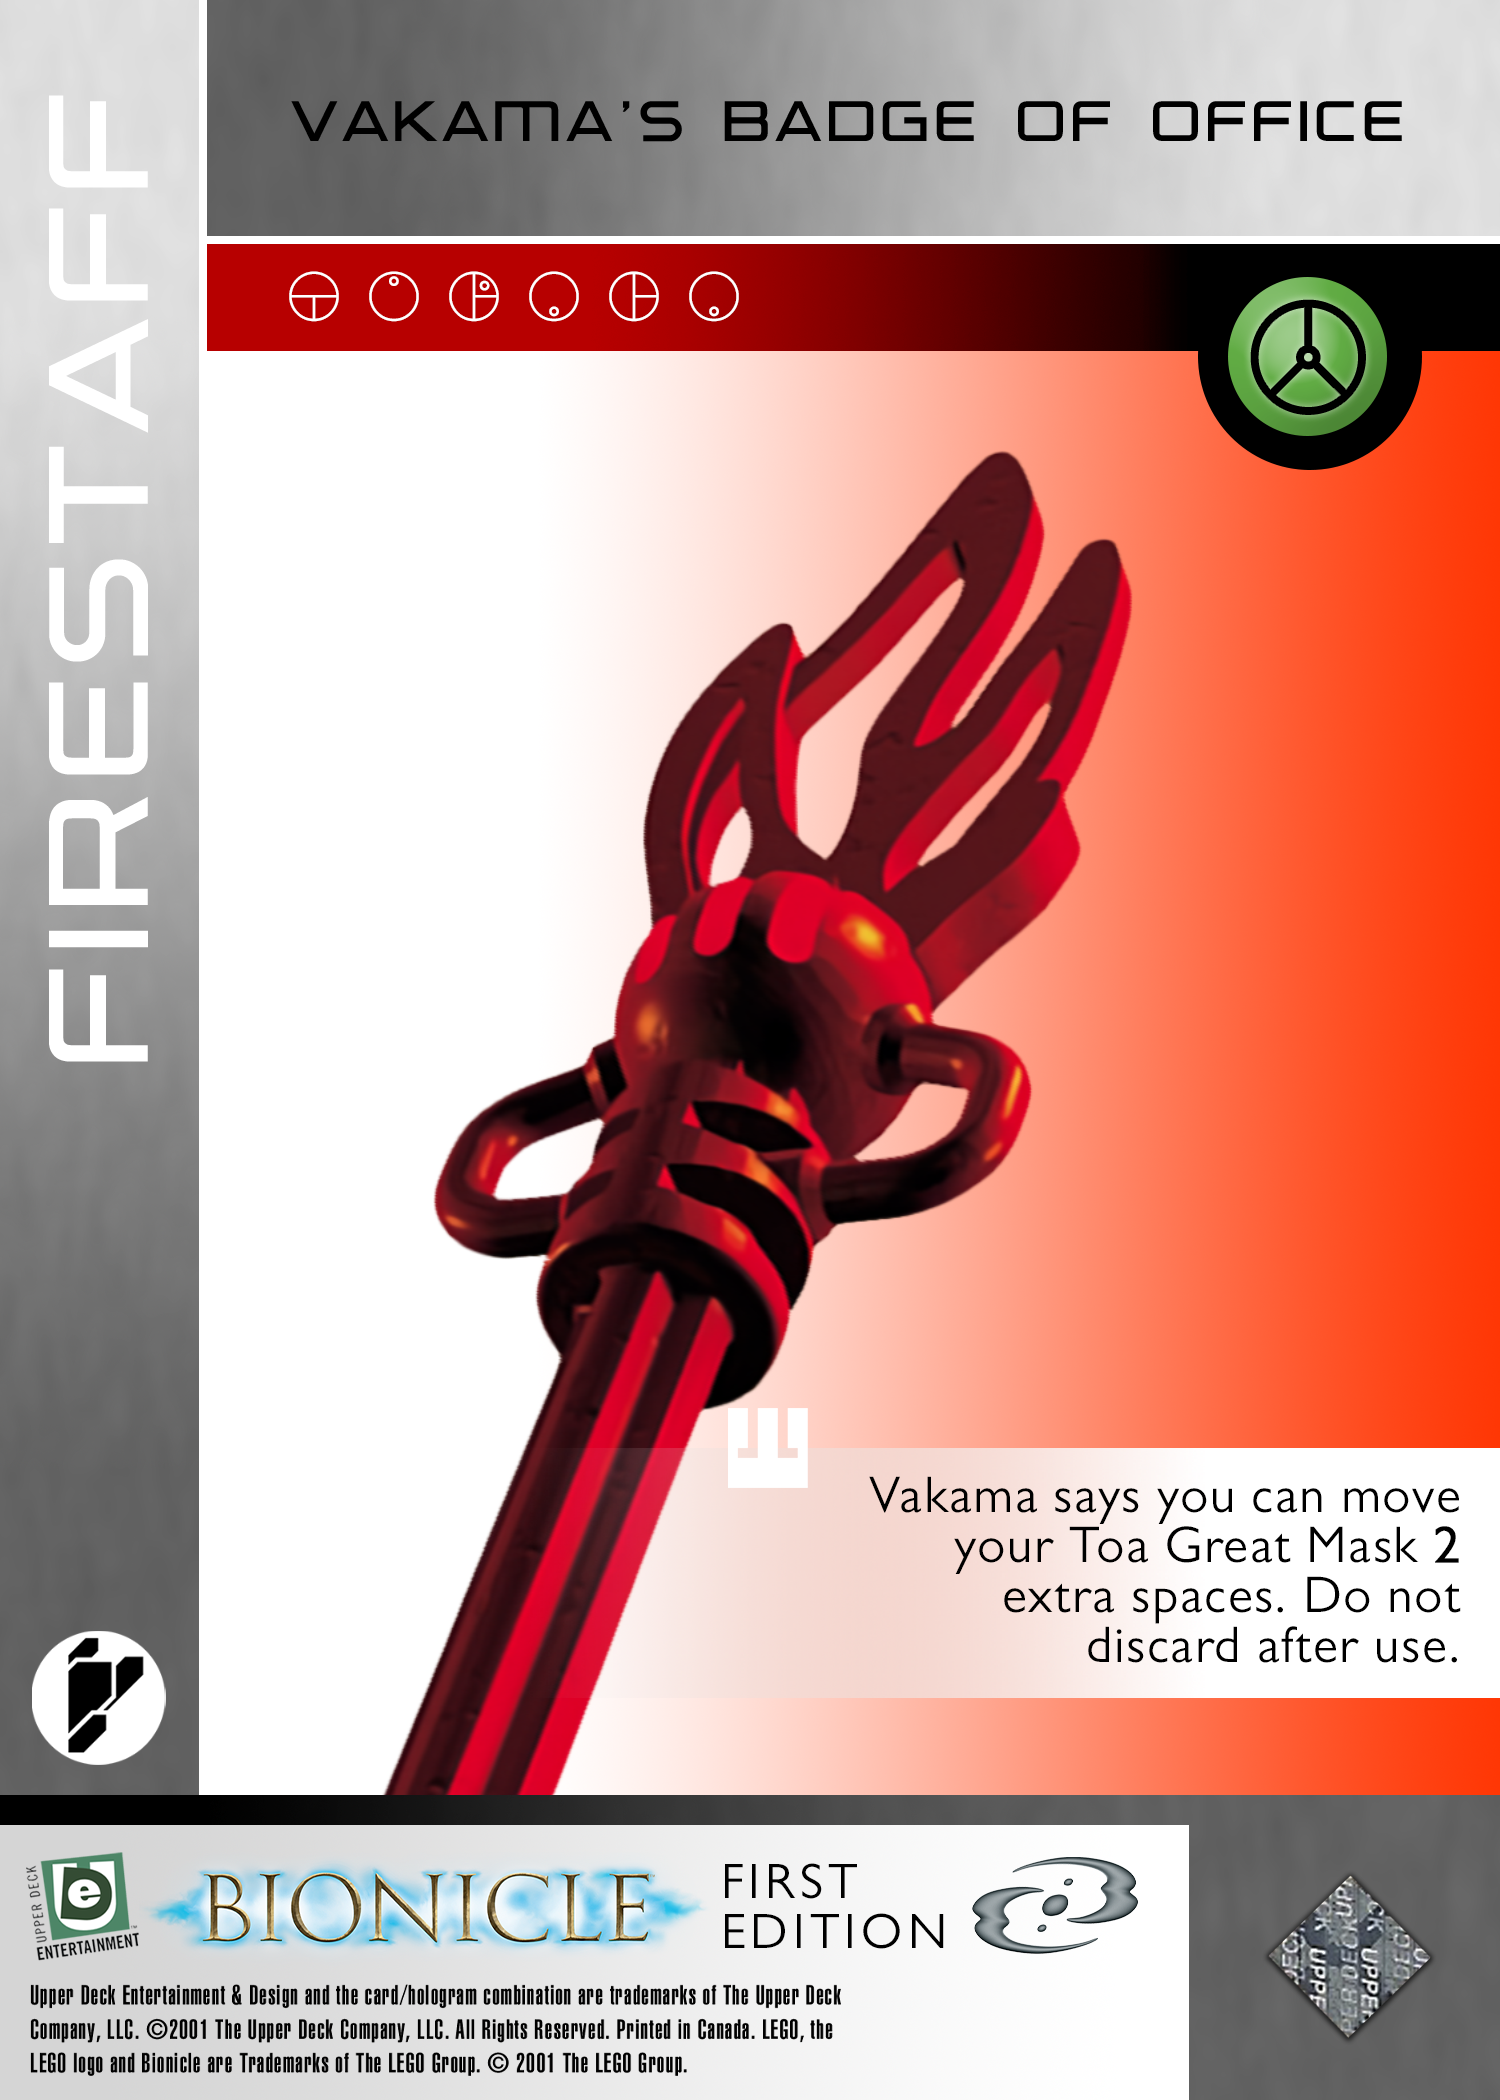 VAKAMA'S BADGE OF OFFICE
FIRESTAFF
Vakama says you can move
your Toa Great Mask 2
extra spaces. Do not
discard after use.
UPPER DECK
e
ENTERTAINMENT
BIONICLE
FIRST
EDITION
Upper Deck Entertainment & Design and the card/hologram combination are trademarks of The Upper Deck
Company, LLC. ©2001 The Upper Deck Company, LLC. All Rights Reserved. Printed in Canada. LEGO, the
LEGO logo and Bionicle are Trademarks of The LEGO Group. © 2001 The LEGO Group.